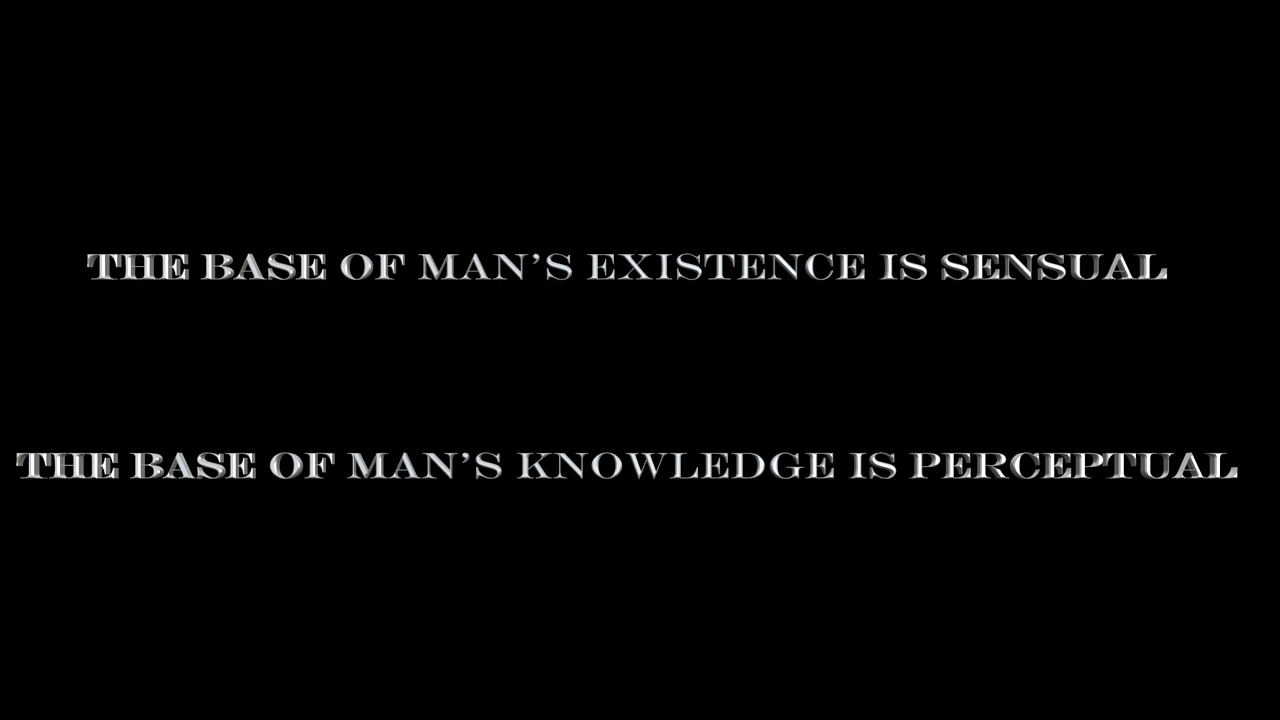 THE BASE OF MAN’S EXISTENCE IS SENSUAL
THE BASE OF MAN’S KNOWLEDGE IS PERCEPTUAL